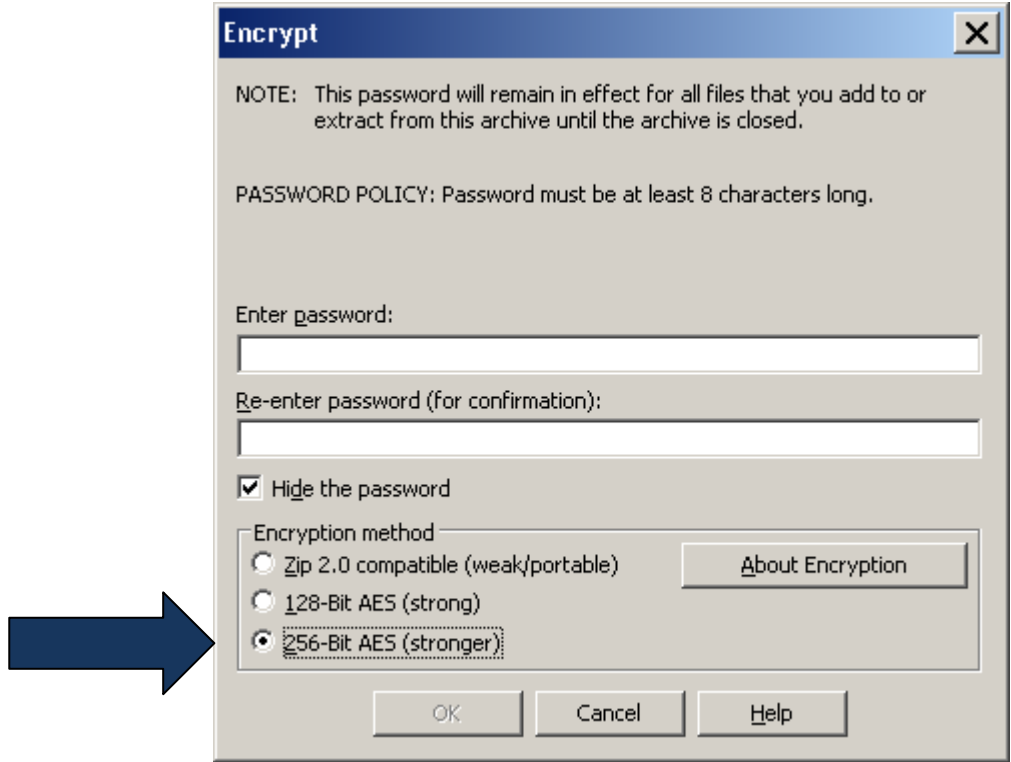 Encrypt
NOTE: This password will remain in effect for all files that you add to or
extract from this archive until the archive is closed.
PASSWORD POLICY: Password must be at least 8 characters long.
Enter password:
Re-enter password (for confirmation):
Hide the password
Encryption method
Zip 2.0 compatible (weak/portable)
About Encryption
128-Bit AES (strong)
256-Bit AES (stronger)
OK Cancel Help